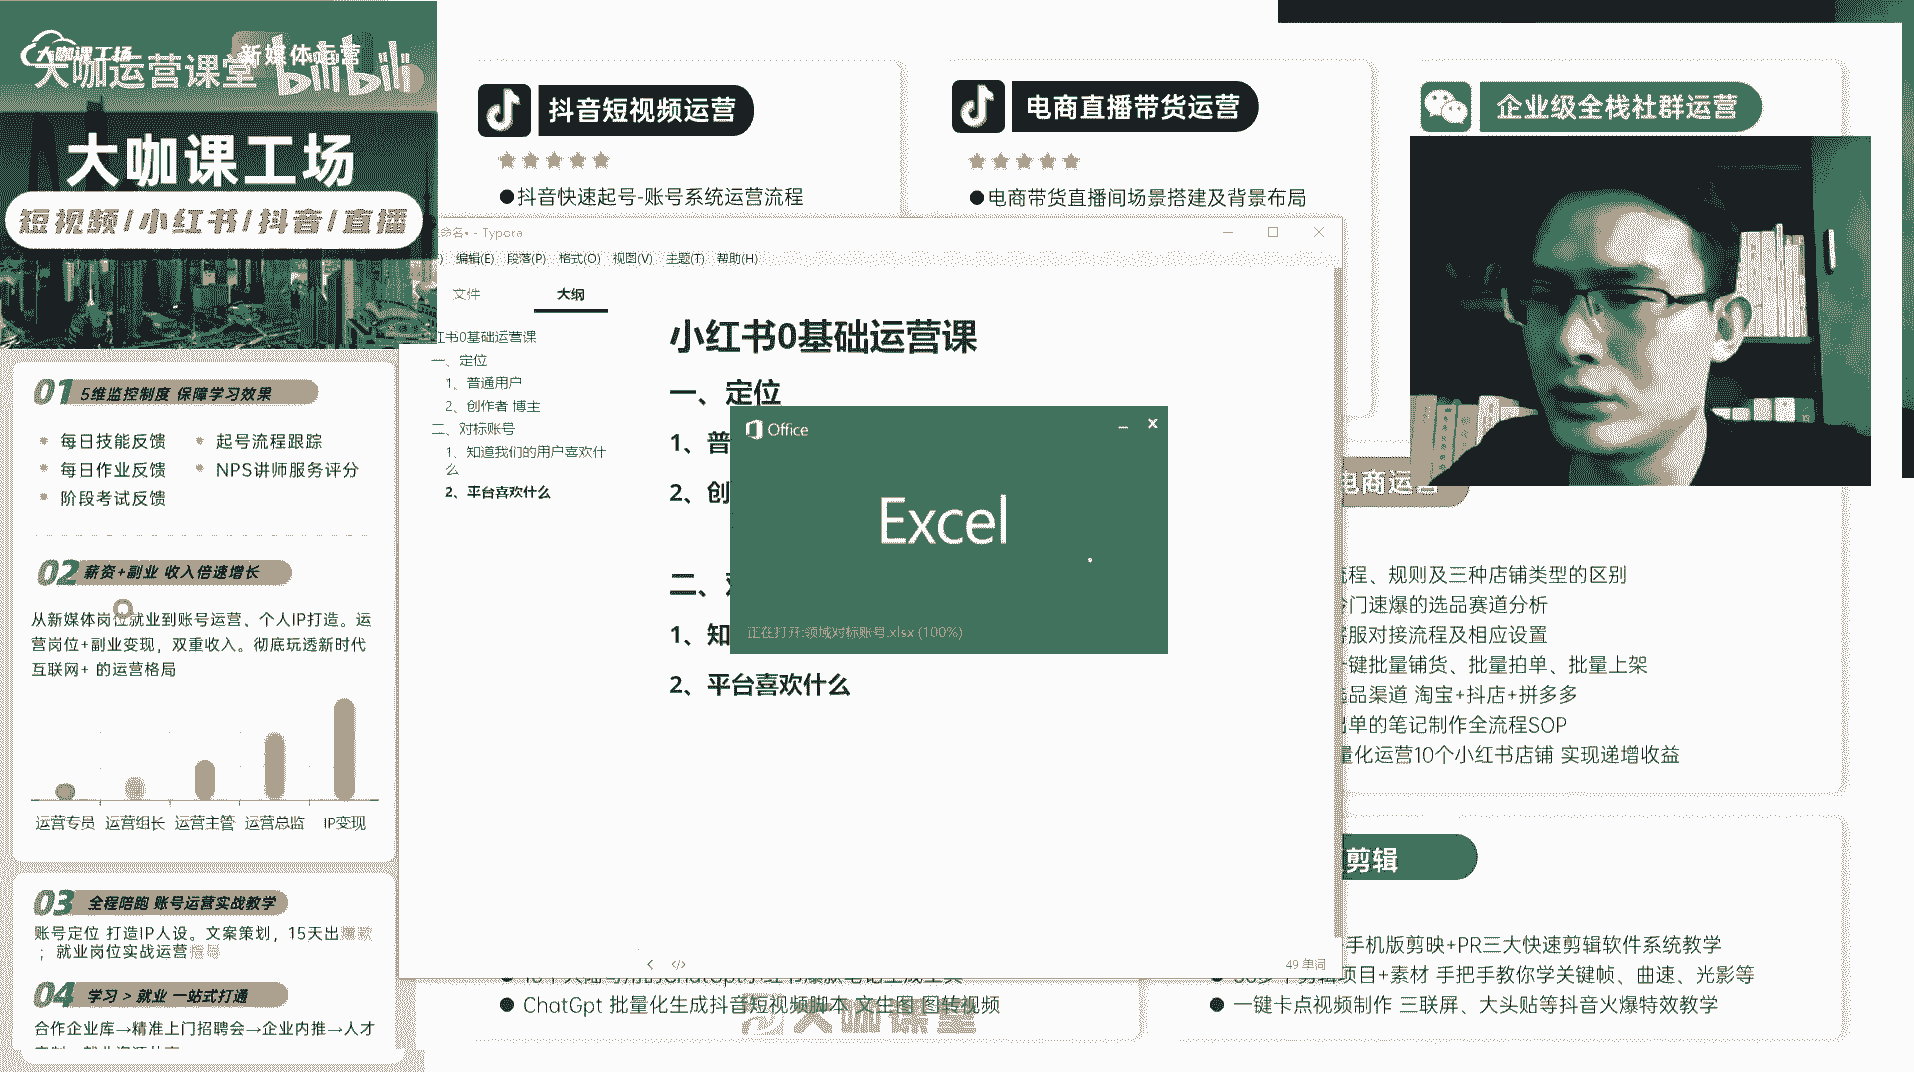 大咖课工场
新媒体运营
大咖运营课堂
bilibili
大咖课工场
短视频/小红书/抖音/直播
01 5维监控制度 保障学习效果
每日技能反馈
起号流程跟踪
每日作业反馈
NPS讲师服务评分
阶段考试反馈
02 薪资+副业 收入倍速增长
从新媒体岗位就业到账号运营、个人IP打造。运
营岗位+副业变现，双重收入。彻底玩透新时代
互联网+ 的运营格局
运营专员 运营组长 运营主管 运营总监 IP变现
03 全程陪跑 账号运营实战教学
账号定位 打造IP人设。文案策划，15天出爆款
；就业岗位实战运营指导
04 学习 > 就业 一站式打通
合作企业库→精准上门招聘会→企业内推→人才
抖音短视频运营
●抖音快速起号-账号系统运营流程
电商直播带货运营
●电商带货直播间场景搭建及背景布局
企业级全栈社群运营
命名• - Typora
编辑(E) 段落(P) 格式(O) 视图(V) 主题(T) 帮助(H)
文件
大纲
红书0基础运营课
一、定位
1、普通用户
2、创作者 博主
二、对标账号
1、知道我们的用户喜欢什
么
2、平台喜欢什么
小红书0基础运营课
一、定位
1、普
2、创
二、
1、知
2、平台喜欢什么
Office
Excel
正在打开:领域对标账号.xlsx (100%)
49 单词
电商运营
流程、规则及三种店铺类型的区别
冷门速爆的选品赛道分析
客服对接流程及相应设置
键批量铺货、批量拍单、批量上架
选品渠道 淘宝+抖店+拼多多
出单的笔记制作全流程SOP
量化运营10个小红书店铺 实现递增收益
剪辑
手机版剪映+PR三大快速剪辑软件系统教学
项目+素材 手把手教你学关键帧、曲速、光影等
● 一键卡点视频制作 三联屏、大头贴等抖音火爆特效教学
● ChatGpt 批量化生成抖音短视频脚本 文生图 图转视频
大咖课堂